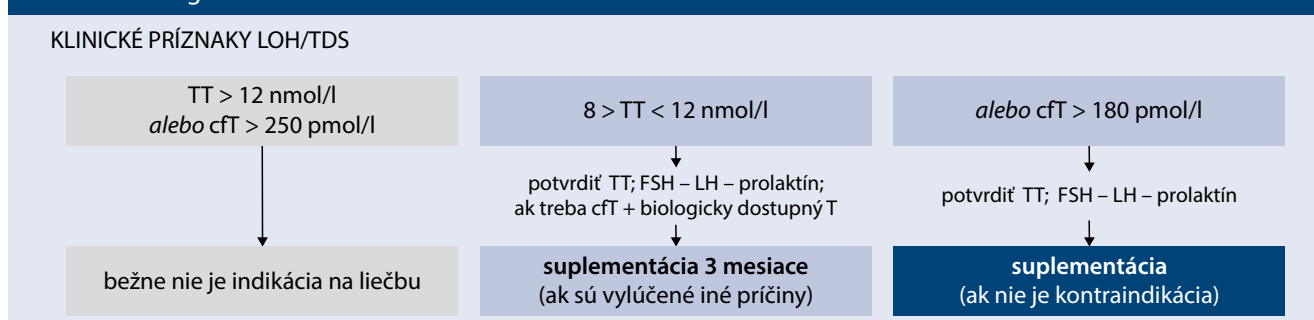 KLINICKÉ PRÍZNAKY LOH/TDS
TT > 12 nmol/l
alebo cfT > 250 pmol/l
8 > TT < 12 nmol/l
alebo cfT > 180 pmol/l
potvrdiť TT; FSH – LH – prolaktín;
ak treba cfT + biologicky dostupný T
potvrdiť TT; FSH – LH – prolaktín
bežne nie je indikácia na liečbu
suplementácia 3 mesiace
(ak sú vylúčené iné príčiny)
suplementácia
(ak nie je kontraindikácia)